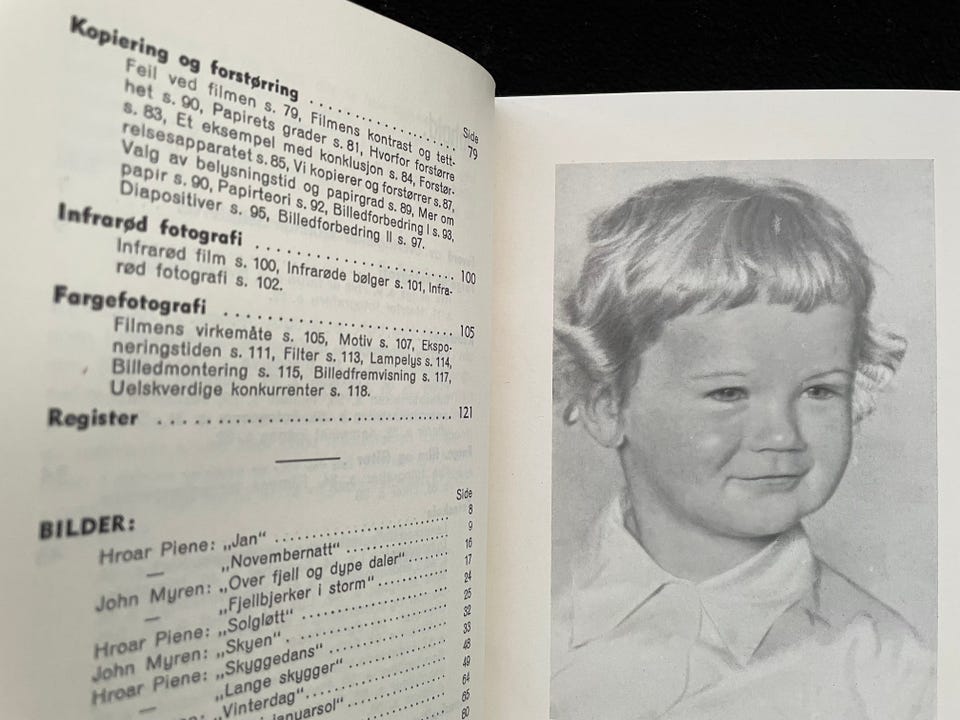 Kopiering og forstørring
Side
Feil ved filmen s. 79, Filmens kontrast og tett- 79
het s. 90, Papirets grader s. 81, Hvorfor forstørre
s. 83, Et eksempel med konklusjon s. 84, Forstør-
relsesapparatet s. 85, Vi kopierer og forstørrer s. 87,
Valg av belysningstid og papirgrad s. 89, Mer om
papir s. 90, Papirteori s. 92, Billedforbedring I s. 93,
Diapositiver s. 95, Billedforbedring II s. 97.
Infrarød fotografi 100
Infrarød film s. 100, Infrarøde bølger s. 101, Infra-
rød fotografi s. 102.
Fargefotografi 105
Filmens virkemåte s. 105, Motiv s. 107, Ekspo-
neringstiden s. 111, Filter s. 113, Lampelys s. 114,
Billedmontering s. 115, Billedfremvisning s. 117,
Uelskverdige konkurrenter s. 118.
Register 121
BILDER:
Side
Hroar Piene: „Jan“ 8
— „Novembernatt“ 9
John Myren: „Over fjell og dype daler“ 16
— „Fjellbjerker i storm“ 17
Hroar Piene: „Solgløtt“ 24
John Myren: „Skyen“ 25
Hroar Piene: „Skyggedans“ 32
— „Lange skygger“ 33
„Vinterdag“ 48
49
64
65
80